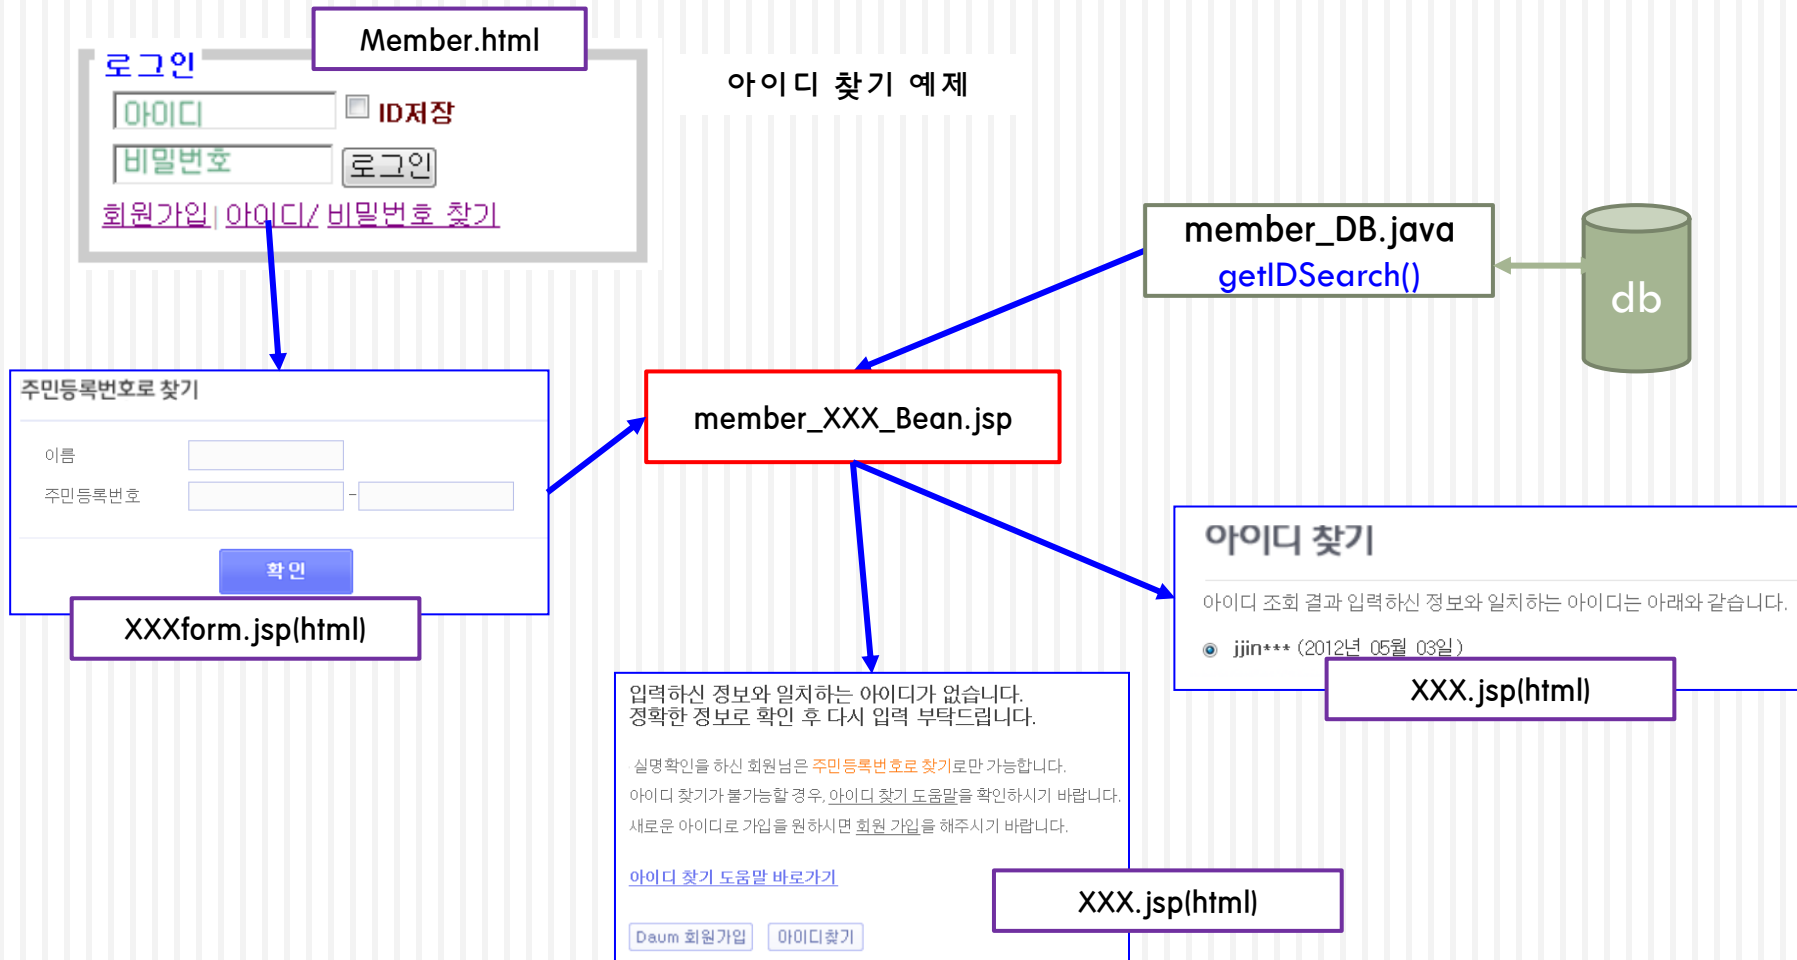 Member.html
로그인
아이디
ID저장
비밀번호
로그인
회원가입| 아이디/ 비밀번호 찾기
아이디 찾기 예제
member_DB.java
getIDSearch()
db
주민등록번호로 찾기
이름
주민등록번호 -
확인
XXXform.jsp(html)
member_XXX_Bean.jsp
아이디 찾기
아이디 조회 결과 입력하신 정보와 일치하는 아이디는 아래와 같습니다.
jjin*** (2012년 05월 03일)
XXX.jsp(html)
입력하신 정보와 일치하는 아이디가 없습니다.
정확한 정보로 확인 후 다시 입력 부탁드립니다.
실명확인을 하신 회원님은 주민등록번호로 찾기로만 가능합니다.
아이디 찾기가 불가능할 경우, 아이디 찾기 도움말을 확인하시기 바랍니다.
새로운 아이디로 가입을 원하시면 회원 가입을 해주시기 바랍니다.
아이디 찾기 도움말 바로가기
XXX.jsp(html)
Daum 회원가입 아이디찾기